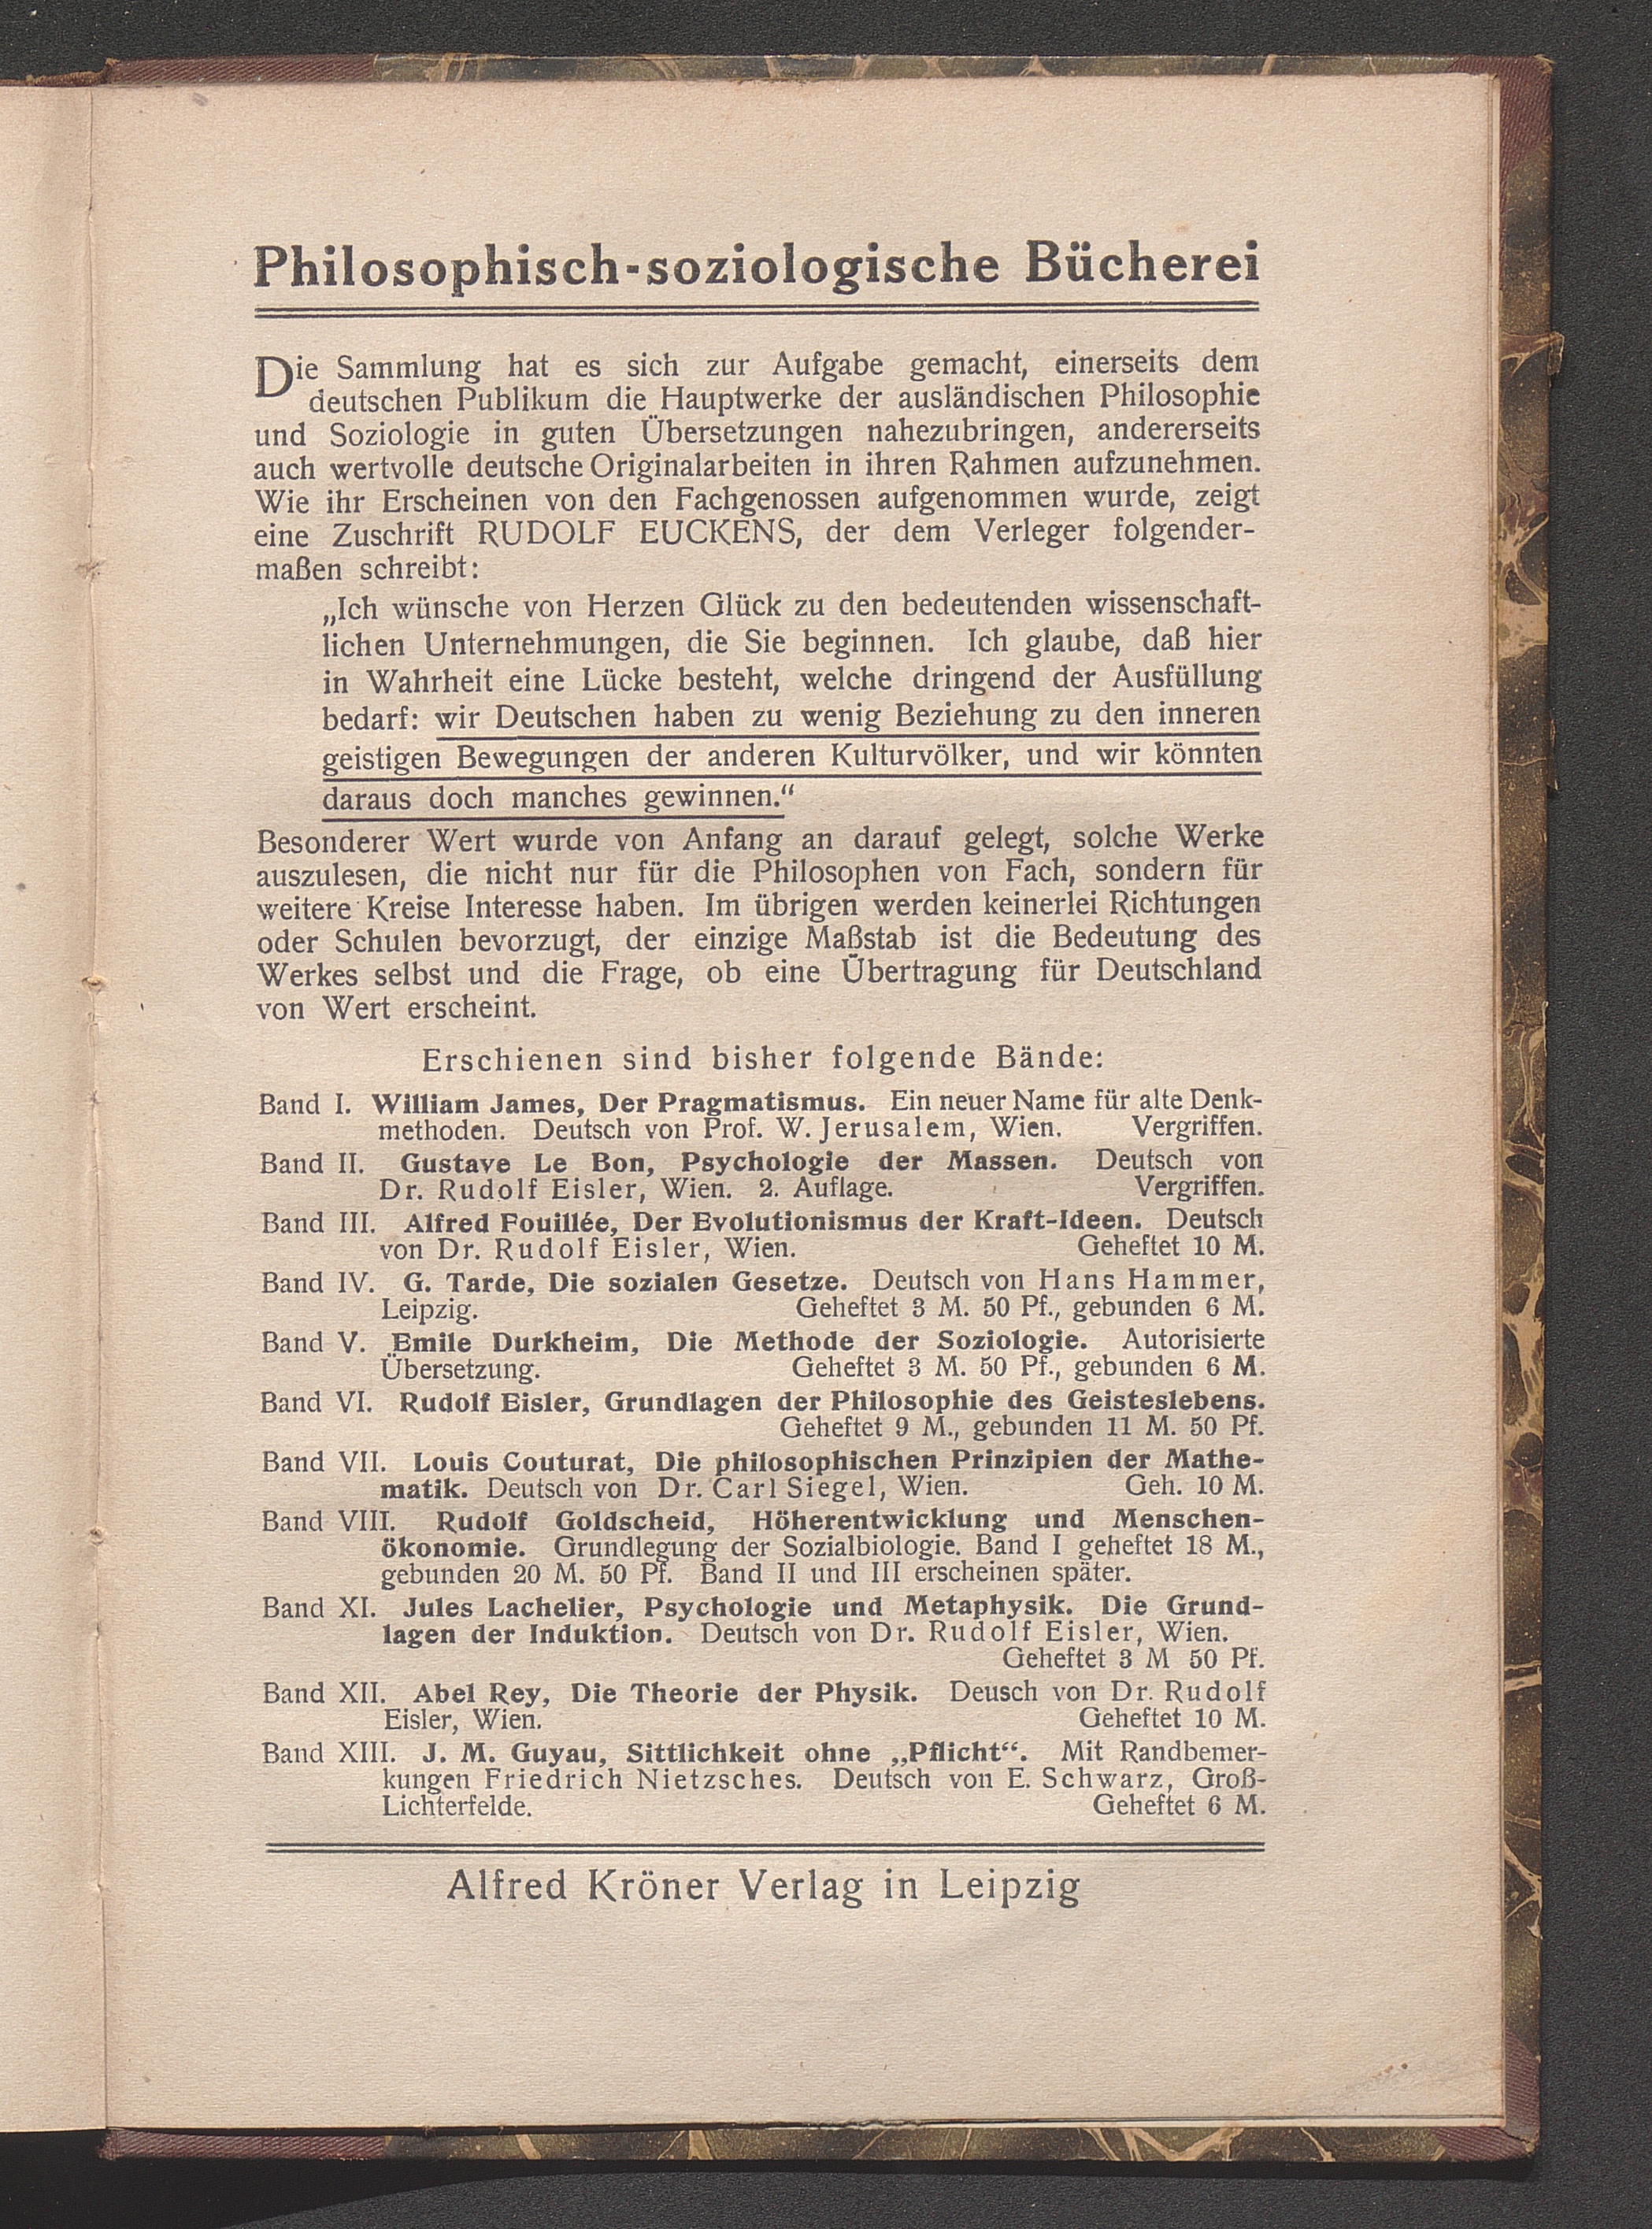 Philosophisch-soziologische Bücherei
Die Sammlung hat es sich zur Aufgabe gemacht, einerseits dem
deutschen Publikum die Hauptwerke der ausländischen Philosophie
und Soziologie in guten Übersetzungen nahezubringen, andererseits
auch wertvolle deutsche Originalarbeiten in ihren Rahmen aufzunehmen.
Wie ihr Erscheinen von den Fachgenossen aufgenommen wurde, zeigt
eine Zuschrift RUDOLF EUCKENS, der dem Verleger folgender-
maßen schreibt:
„Ich wünsche von Herzen Glück zu den bedeutenden wissenschaft-
lichen Unternehmungen, die Sie beginnen. Ich glaube, daß hier
in Wahrheit eine Lücke besteht, welche dringend der Ausfüllung
bedarf: wir Deutschen haben zu wenig Beziehung zu den inneren
geistigen Bewegungen der anderen Kulturvölker, und wir könnten
daraus doch manches gewinnen.“
Besonderer Wert wurde von Anfang an darauf gelegt, solche Werke
auszulesen, die nicht nur für die Philosophen von Fach, sondern für
weitere Kreise Interesse haben. Im übrigen werden keinerlei Richtungen
oder Schulen bevorzugt, der einzige Maßstab ist die Bedeutung des
Werkes selbst und die Frage, ob eine Übertragung für Deutschland
von Wert erscheint.
Erschienen sind bisher folgende Bände:
Band I. William James, Der Pragmatismus. Ein neuer Name für alte Denk-
methoden. Deutsch von Prof. W. Jerusalem, Wien. Vergriffen.
Band II. Gustave Le Bon, Psychologie der Massen. Deutsch von
Dr. Rudolf Eisler, Wien. 2. Auflage. Vergriffen.
Band III. Alfred Fouillée, Der Evolutionismus der Kraft-Ideen. Deutsch
von Dr. Rudolf Eisler, Wien. Geheftet 10 M.
Band IV. G. Tarde, Die sozialen Gesetze. Deutsch von Hans Hammer,
Leipzig. Geheftet 3 M. 50 Pf., gebunden 6 M.
Band V. Emile Durkheim, Die Methode der Soziologie. Autorisierte
Übersetzung. Geheftet 3 M. 50 Pf., gebunden 6 M.
Band VI. Rudolf Eisler, Grundlagen der Philosophie des Geisteslebens.
Geheftet 9 M., gebunden 11 M. 50 Pf.
Band VII. Louis Couturat, Die philosophischen Prinzipien der Mathe-
matik. Deutsch von Dr. Carl Siegel, Wien. Geh. 10 M.
Band VIII. Rudolf Goldscheid, Höherentwicklung und Menschen-
ökonomie. Grundlegung der Sozialbiologie. Band I geheftet 18 M.,
gebunden 20 M. 50 Pf. Band II und III erscheinen später.
Band XI. Jules Lachelier, Psychologie und Metaphysik. Die Grund-
lagen der Induktion. Deutsch von Dr. Rudolf Eisler, Wien.
Geheftet 3 M 50 Pf.
Band XII. Abel Rey, Die Theorie der Physik. Deusch von Dr. Rudolf
Eisler, Wien. Geheftet 10 M.
Band XIII. J. M. Guyau, Sittlichkeit ohne „Pflicht“. Mit Randbemer-
kungen Friedrich Nietzsches. Deutsch von E. Schwarz, Groß-
Lichterfelde. Geheftet 6 M.
Alfred Kröner Verlag in Leipzig